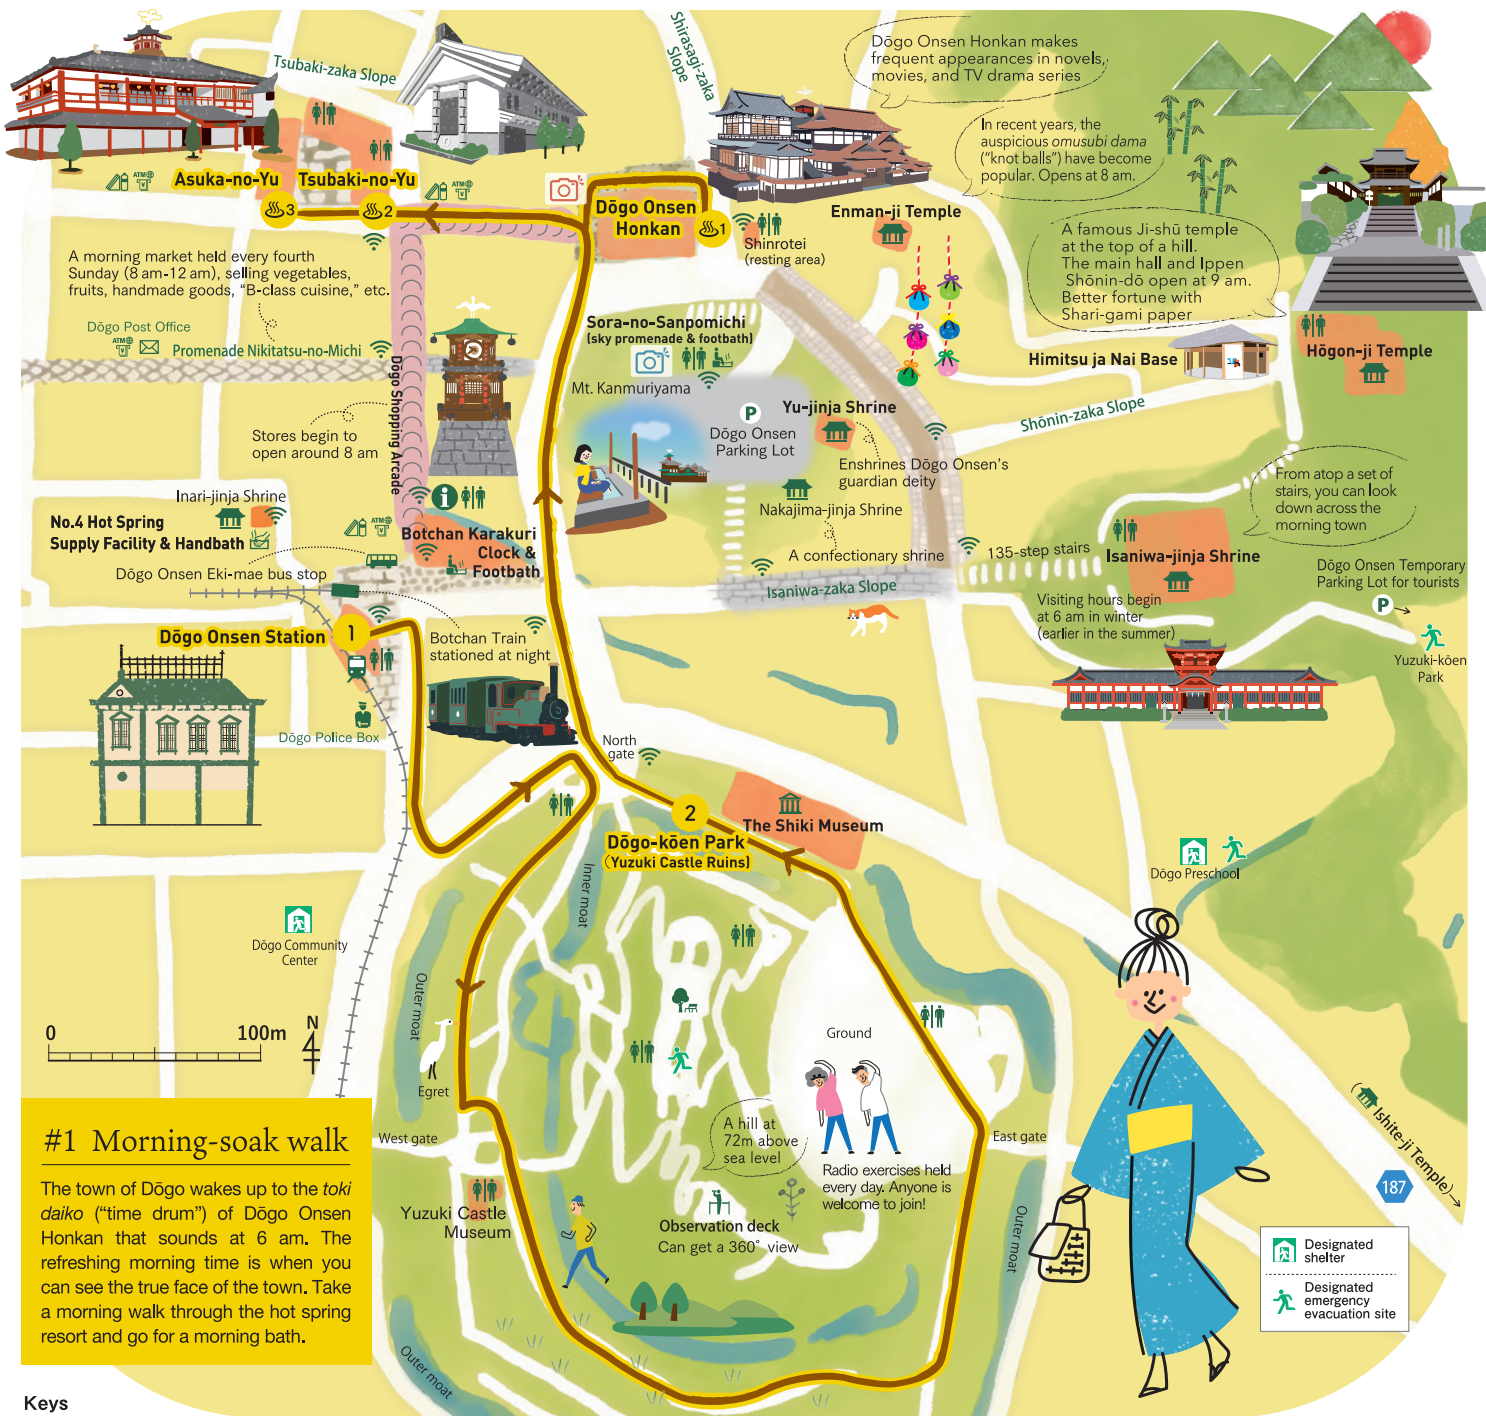 Tsubaki-zaka Slope
Shirasagi-zaka
Slope
Dōgo Onsen Honkan makes
frequent appearances in novels,
movies, and TV drama series
In recent years, the
auspicious omusubi dama
("knot balls") have become
popular. Opens at 8 am.
ATM
Asuka-no-Yu
Tsubaki-no-Yu
ATM
3
2
Dōgo Onsen
Honkan
1
Shinrotei
(resting area)
Enman-ji Temple
A famous Ji-shū temple
at the top of a hill.
The main hall and Ippen
Shōnin-dō open at 9 am.
Better fortune with
Shari-gami paper
A morning market held every fourth
Sunday (8 am-12 am), selling vegetables,
fruits, handmade goods, "B-class cuisine," etc.
Dōgo Post Office
ATM
Promenade Nikitatsu-no-Michi
Dōgo Shopping Arcade
Sora-no-Sanpomichi
(sky promenade & footbath)
Mt. Kanmuriyama
P
Dōgo Onsen
Parking Lot
Yu-jinja Shrine
Enshrines Dōgo Onsen's
guardian deity
Himitsu ja Nai Base
Hōgon-ji Temple
Shōnin-zaka Slope
Stores begin to
open around 8 am
Inari-jinja Shrine
No.4 Hot Spring
Supply Facility & Handbath
ATM
i
Botchan Karakuri
Clock &
Footbath
Dōgo Onsen Eki-mae bus stop
Nakajima-jinja Shrine
A confectionary shrine
Isaniwa-zaka Slope
135-step stairs
Isaniwa-jinja Shrine
From atop a set of
stairs, you can look
down across the
morning town
Dōgo Onsen Temporary
Parking Lot for tourists
P
Yuzuki-kōen
Park
Visiting hours begin
at 6 am in winter
(earlier in the summer)
Dōgo Onsen Station
1
Botchan Train
stationed at night
Dōgo Police Box
North
gate
2
Dōgo-kōen Park
(Yuzuki Castle Ruins)
The Shiki Museum
Dōgo Preschool
Inner moat
Dōgo Community
Center
Outer moat
Egret
0
100m
N
Ground
A hill at
72m above
sea level
Radio exercises held
every day. Anyone is
welcome to join!
West gate
East gate
Yuzuki Castle
Museum
Observation deck
Can get a 360° view
Outer moat
Outer moat
(Ishite-ji Temple)
187
#1 Morning-soak walk
The town of Dōgo wakes up to the toki
daiko ("time drum") of Dōgo Onsen
Honkan that sounds at 6 am. The
refreshing morning time is when you
can see the true face of the town. Take
a morning walk through the hot spring
resort and go for a morning bath.
Designated
shelter
Designated
emergency
evacuation site
Keys